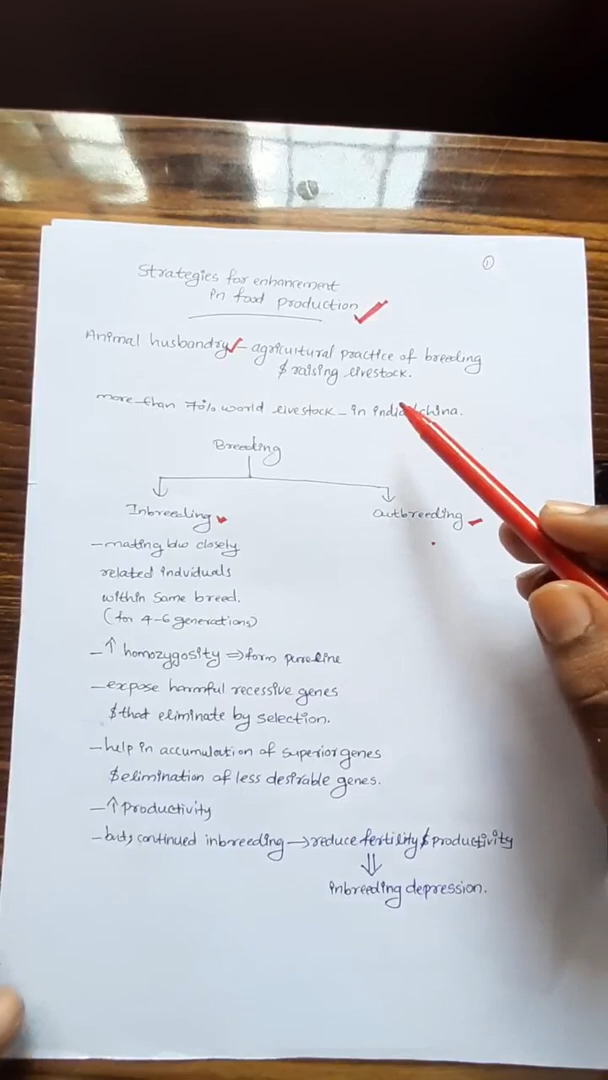 ①
Strategies for enhancement
in food production
Animal husbandry - agricultural practice of breeding
& raising livestock.
more than 70% world livestock - in India china.
Breeding
Inbreeding
Outbreeding
- mating b/w closely
related indviduals
within same breed.
(for 4-6 generations)
- ↑ homozygosity ⇒ form pureline
- expose harmful recessive genes
& that eliminate by selection.
- help in accumulation of superior genes
& elimination of less desirable genes.
- ↑ productivity
- but, continued inbreeding → reduce fertility & productivity
⇓
inbreeding depression.